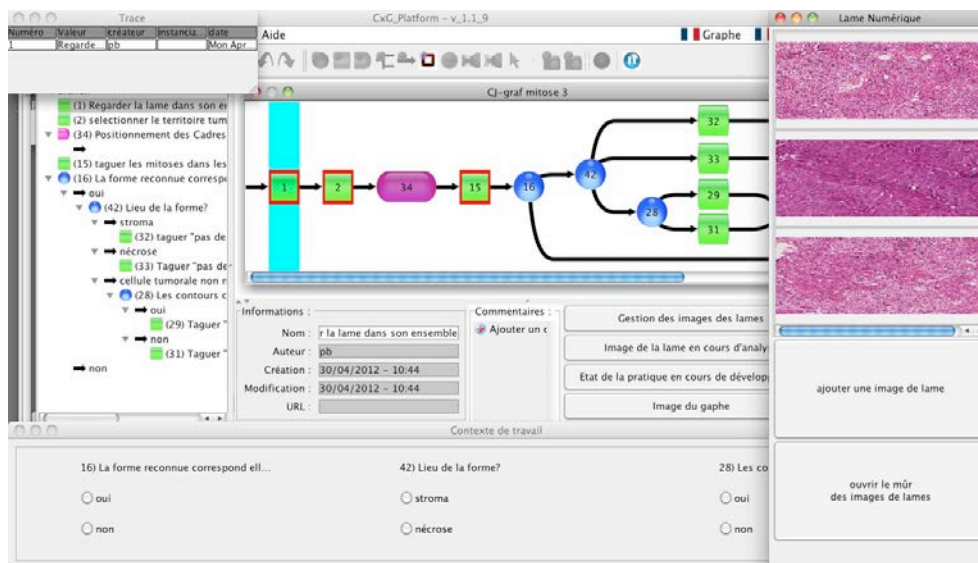 Trace
Numéro Valeur créateur Instancia... date
1 Regarde... pb Mon Apr...
CxG_Platform - v_1.1_9
Aide
Graphe
(1) Regarder la lame dans son e
(2) selectionner le territoire tum
(34) Positionnement des Cadres
(15) taguer les mitoses dans les
(16) La forme reconnue correspe
oui
(42) Lieu de la forme?
stroma
(32) taguer "pas de
nécrose
(33) Taguer "pas de
cellule tumorale non n
(28) Les contours c
oui
(29) Taguer "
non
(31) Taguer "
non
CJ-graf mitose 3
1
2
34
15
16
42
28
32
33
29
31
Informations :
Nom : r la lame dans son ensemble
Auteur : pb
Création : 30/04/2012 - 10:44
Modification : 30/04/2012 - 10:44
URL :
Commentaires :
Ajouter un c
Gestion des images des lames
Image de la lame en cours d'analy
Etat de la pratique en cours de dévelop
Image du gaphe
Lame Numérique
ajouter une image de lame
ouvrir le mûr
des images de lames
Contexte de travail
16) La forme reconnue correspond ell...
oui
non
42) Lieu de la forme?
stroma
nécrose
28) Les co
oui
non